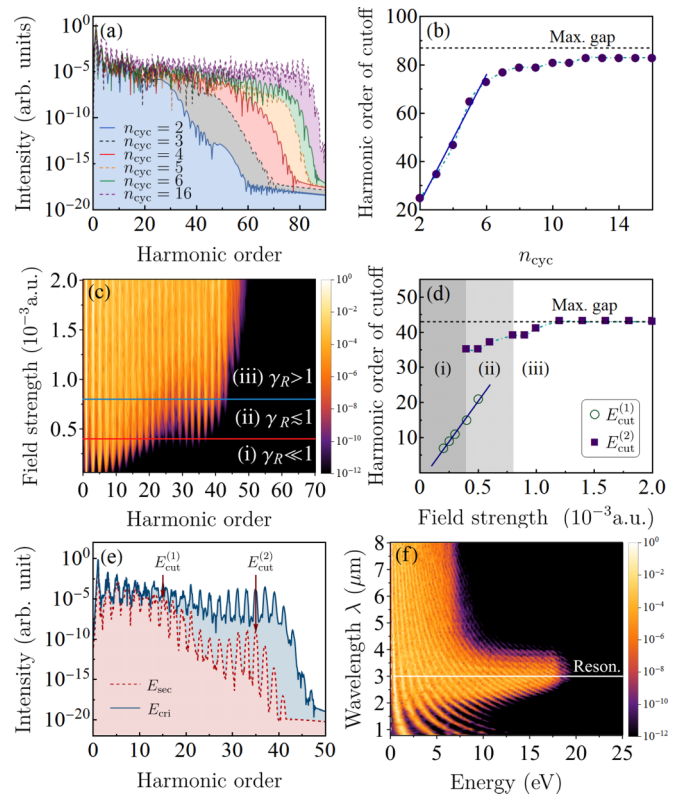 (a)
Intensity (arb. units)
10^0
10^-5
10^-10
10^-15
10^-20
n_cyc = 2
n_cyc = 3
n_cyc = 4
n_cyc = 5
n_cyc = 6
n_cyc = 16
0 20 40 60 80
Harmonic order
(b)
Harmonic order of cutoff
100
80
60
40
20
Max. gap
2 4 6 8 10 12 14 16
n_cyc
(c)
Field strength (10^-3 a.u.)
2.0
1.5
1.0
0.5
(iii) γ_R>1
(ii) γ_R≲1
(i) γ_R≪1
0 10 20 30 40 50 60 70
Harmonic order
10^0
10^-2
10^-4
10^-6
10^-8
10^-10
10^-12
(d)
Harmonic order of cutoff
50
40
30
20
10
Max. gap
(i) (ii) (iii)
E_cut^(1)
E_cut^(2)
0.0 0.5 1.0 1.5 2.0
Field strength (10^-3 a.u.)
(e)
Intensity (arb. unit)
10^0
10^-5
10^-10
10^-15
10^-20
E_cut^(1) E_cut^(2)
E_sec
E_cri
0 10 20 30 40 50
Harmonic order
(f)
Wavelength λ (μm)
8
7
6
5
4
3
2
1
Reson.
0 5 10 15 20 25
Energy (eV)
10^0
10^-2
10^-4
10^-6
10^-8
10^-10
10^-12